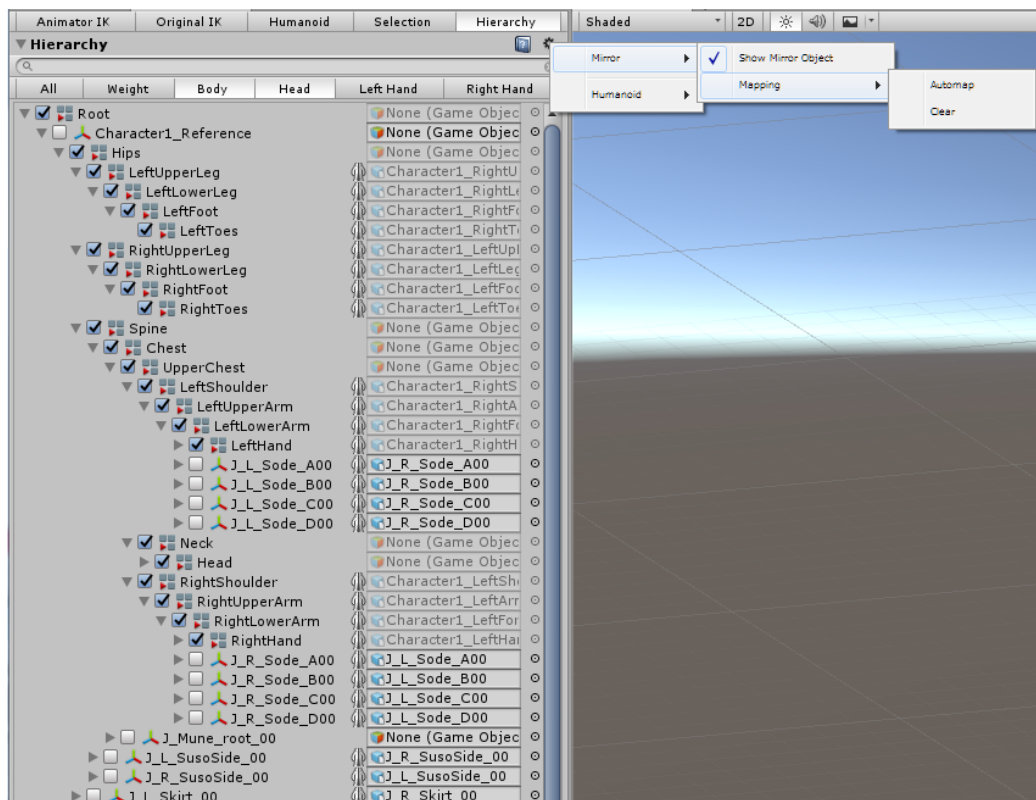 Animator IK Original IK Humanoid Selection Hierarchy Shaded 2D
Hierarchy
Mirror Show Mirror Object
Humanoid Mapping Automap
Clear
All Weight Body Head Left Hand Right Hand
Root None (Game Objec
Character1_Reference None (Game Objec
Hips None (Game Objec
LeftUpperLeg Character1_RightU
LeftLowerLeg Character1_RightLe
LeftFoot Character1_RightFo
LeftToes Character1_RightT
RightUpperLeg Character1_LeftUpl
RightLowerLeg Character1_LeftLeg
RightFoot Character1_LeftFoo
RightToes Character1_LeftToe
Spine None (Game Objec
Chest None (Game Objec
UpperChest None (Game Objec
LeftShoulder Character1_RightS
LeftUpperArm Character1_RightA
LeftLowerArm Character1_RightFo
LeftHand Character1_RightH
J_L_Sode_A00 J_R_Sode_A00
J_L_Sode_B00 J_R_Sode_B00
J_L_Sode_C00 J_R_Sode_C00
J_L_Sode_D00 J_R_Sode_D00
Neck None (Game Objec
Head None (Game Objec
RightShoulder Character1_LeftSh
RightUpperArm Character1_LeftArr
RightLowerArm Character1_LeftFor
RightHand Character1_LeftHa
J_R_Sode_A00 J_L_Sode_A00
J_R_Sode_B00 J_L_Sode_B00
J_R_Sode_C00 J_L_Sode_C00
J_R_Sode_D00 J_L_Sode_D00
J_Mune_root_00 None (Game Objec
J_L_SusoSide_00 J_R_SusoSide_00
J_R_SusoSide_00 J_L_SusoSide_00
J_L_Skirt_00 J_R_Skirt_00